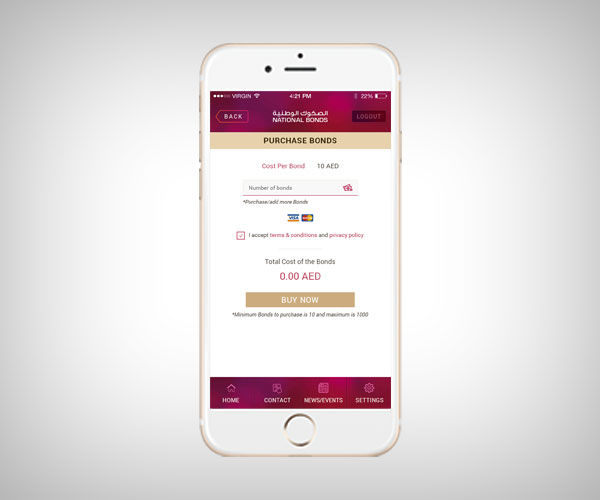 VIRGIN 4:21 PM 22%
BACK
الصكوك الوطنية
NATIONAL BONDS
LOGOUT
PURCHASE BONDS
Cost Per Bond 10 AED
Number of bonds
*Purchase/add more Bonds
VISA MasterCard
I accept terms & conditions and privacy policy
Total Cost of the Bonds
0.00 AED
BUY NOW
*Minimum Bonds to purchase is 10 and maximum is 1000
HOME CONTACT NEWS/EVENTS SETTINGS